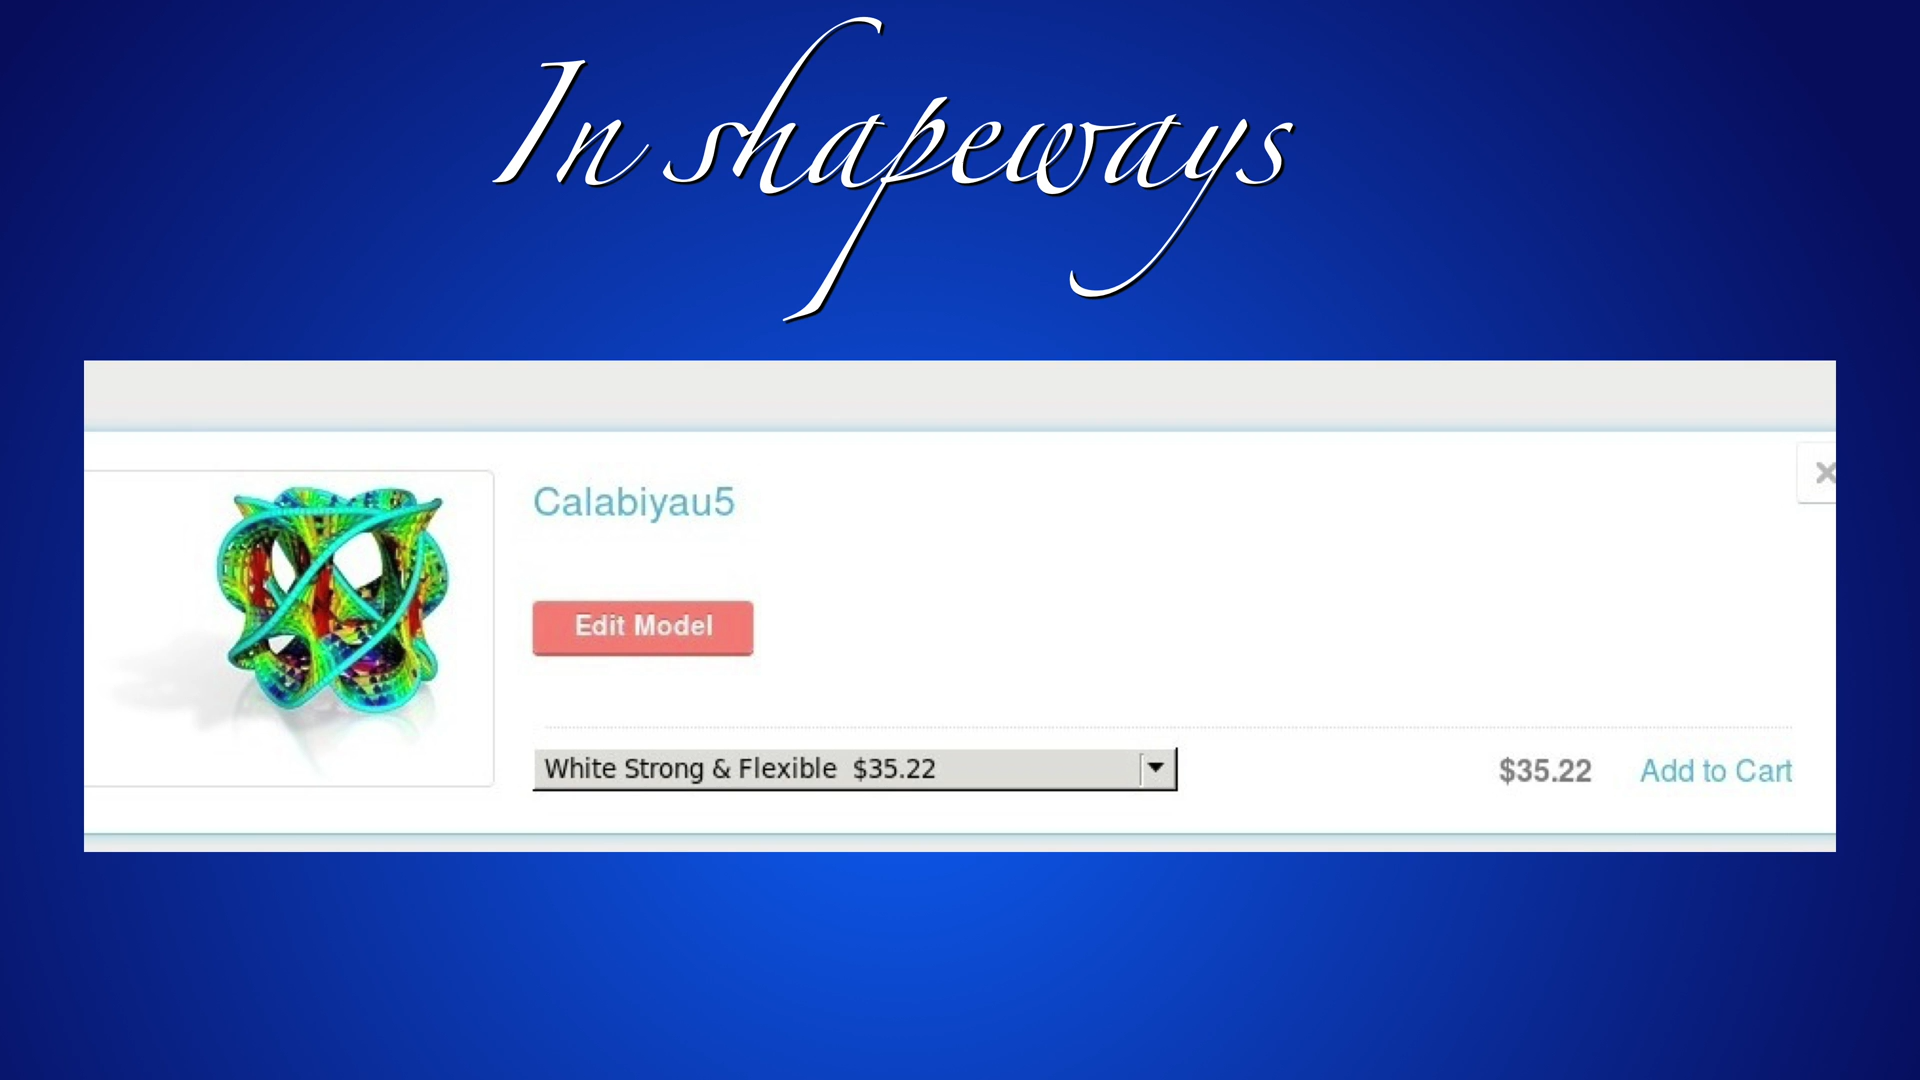 In shapeways
Calabiyau5
Edit Model
White Strong & Flexible $35.22
$35.22 Add to Cart